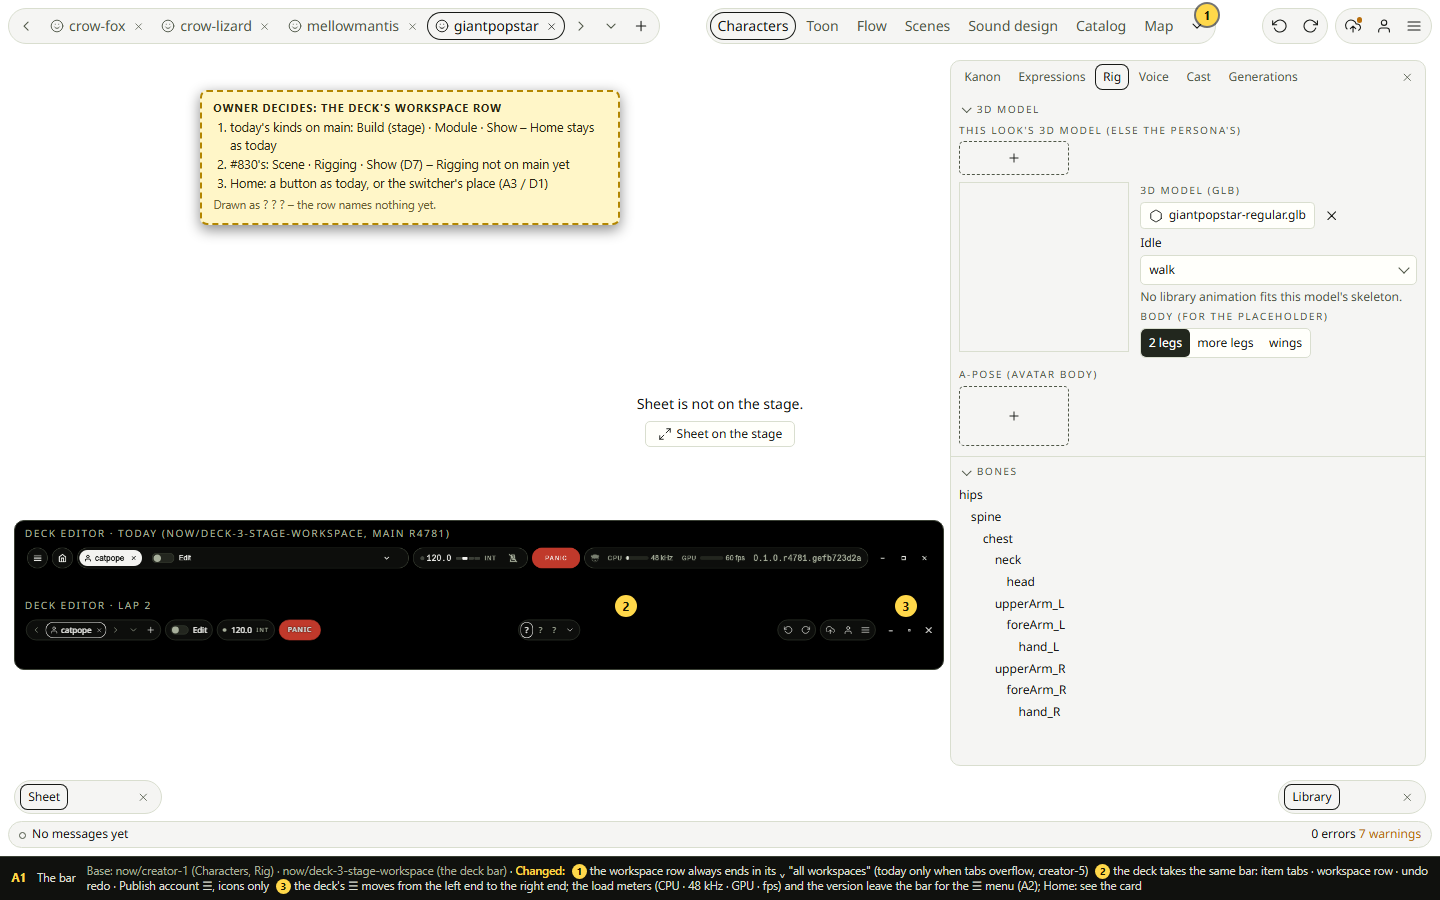 crow-fox
crow-lizard
mellowmantis
giantpopstar
Characters Toon Flow Scenes Sound design Catalog Map
1
Kanon Expressions Rig Voice Cast Generations
OWNER DECIDES: THE DECK'S WORKSPACE ROW
1. today's kinds on main: Build (stage) · Module · Show – Home stays
as today
2. #830's: Scene · Rigging · Show (D7) – Rigging not on main yet
3. Home: a button as today, or the switcher's place (A3 / D1)
Drawn as ? ? ? – the row names nothing yet.
3D MODEL
THIS LOOK'S 3D MODEL (ELSE THE PERSONA'S)
3D MODEL (GLB)
giantpopstar-regular.glb
Idle
walk
No library animation fits this model's skeleton.
BODY (FOR THE PLACEHOLDER)
2 legs more legs wings
A-POSE (AVATAR BODY)
Sheet is not on the stage.
Sheet on the stage
BONES
hips
spine
chest
neck
head
upperArm_L
foreArm_L
hand_L
upperArm_R
foreArm_R
hand_R
DECK EDITOR · TODAY (NOW/DECK-3-STAGE-WORKSPACE, MAIN R4781)
catpope Edit 120.0 INT PANIC CPU 48 kHz GPU 60 fps 0.1.0.r4781.gefb723d2a
DECK EDITOR · LAP 2
2
3
catpope Edit 120.0 INT PANIC ? ? ?
Sheet
Library
No messages yet
0 errors 7 warnings
A1 The bar
Base: now/creator-1 (Characters, Rig) · now/deck-3-stage-workspace (the deck bar) · Changed: 1 the workspace row always ends in its ⌄ "all workspaces" (today only when tabs overflow, creator-5) 2 the deck takes the same bar: item tabs · workspace row · undo
redo · Publish account ☰, icons only 3 the deck's ☰ moves from the left end to the right end; the load meters (CPU · 48 kHz · GPU · fps) and the version leave the bar for the ☰ menu (A2); Home: see the card